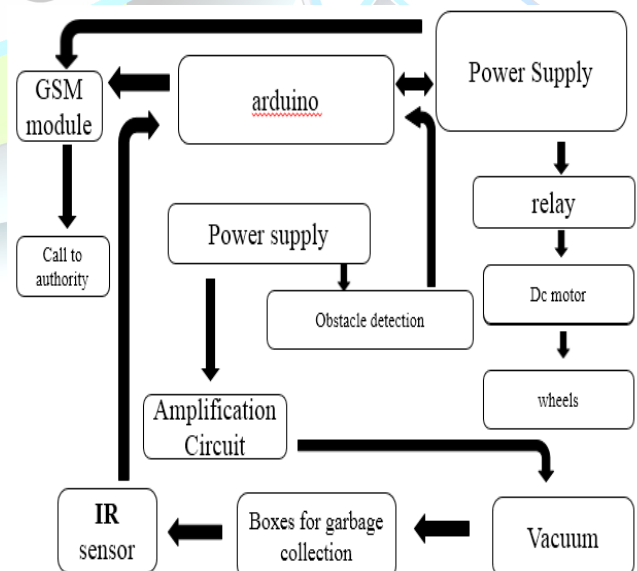 Power Supply
GSM
module
arduino
relay
Power supply
Call to
authority
Dc motor
Obstacle detection
wheels
Amplification
Circuit
IR
sensor
Boxes for garbage
collection
Vacuum